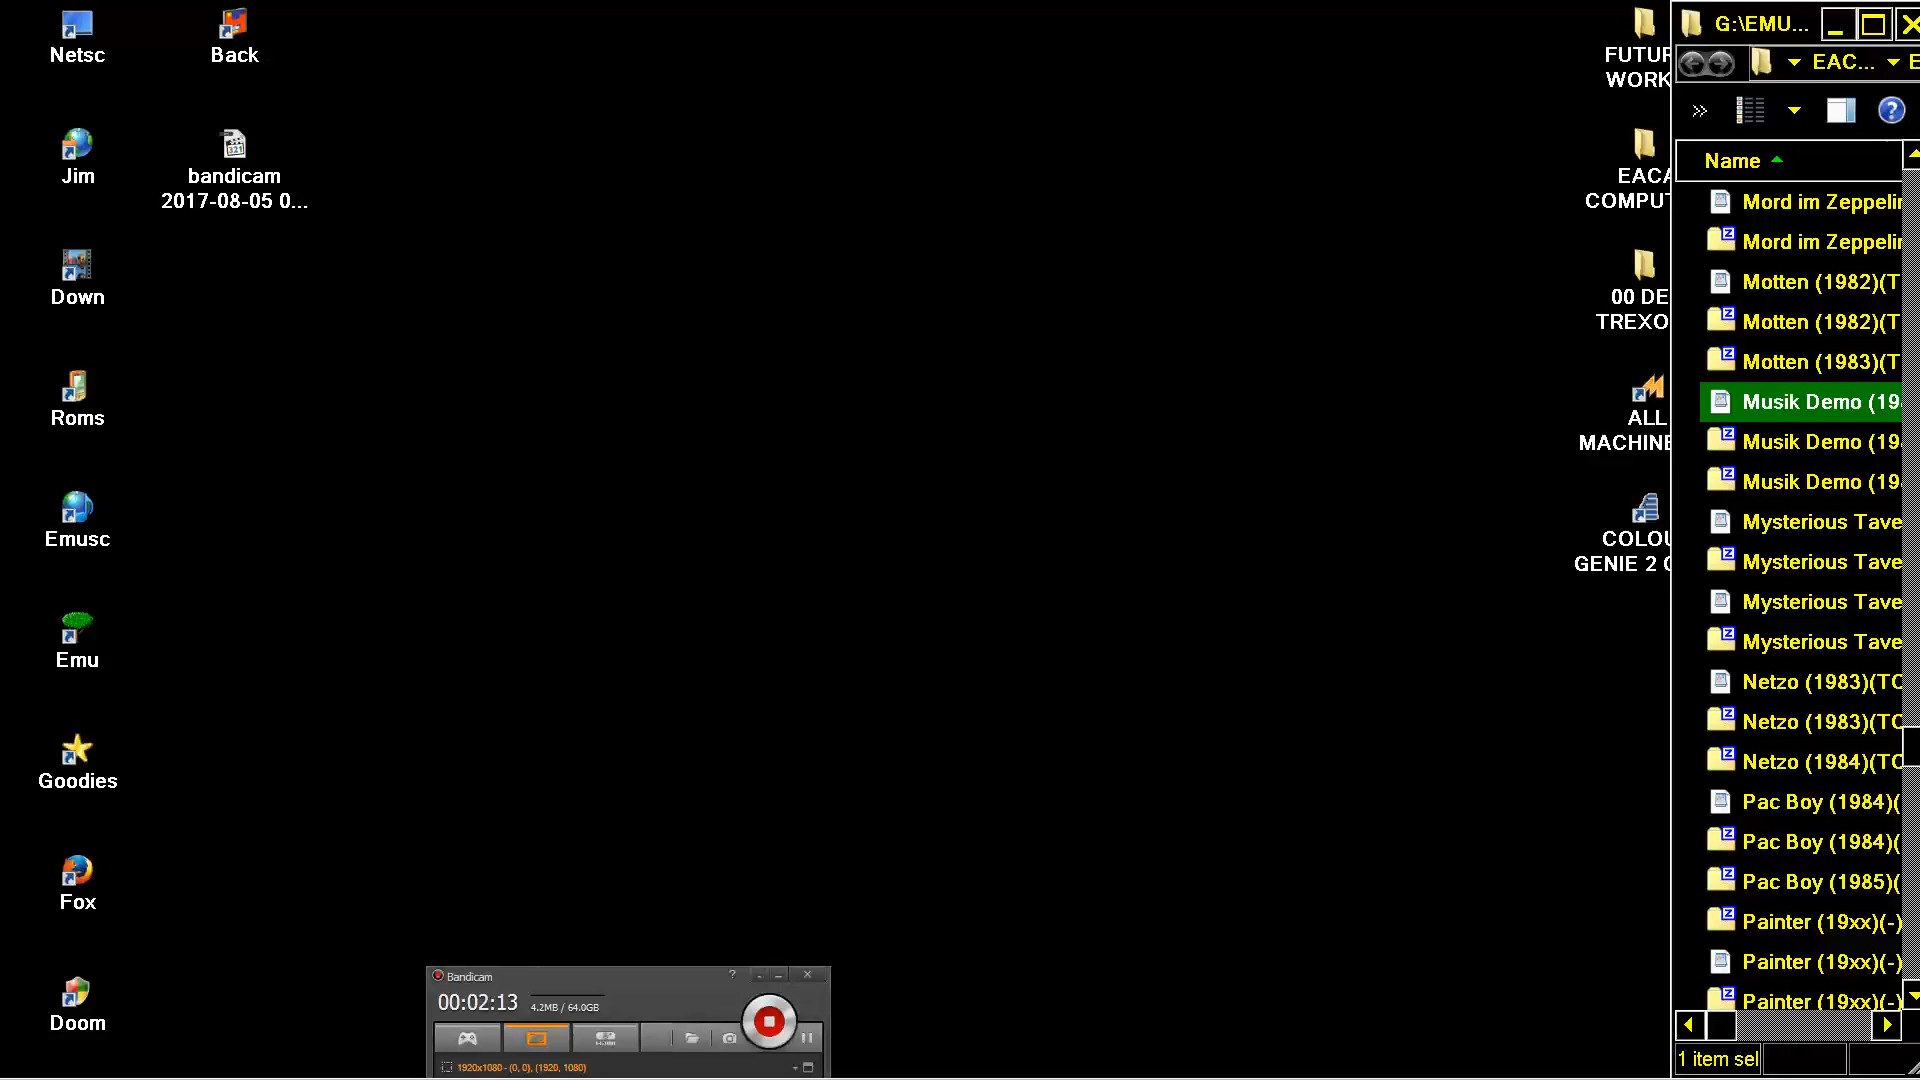 Netsc
Back
Jim
bandicam
2017-08-05 0...
Down
Roms
Emusc
Emu
Goodies
Fox
Doom
FUTUR
WORK
EACA
COMPUT
00 DE
TREXO
ALL
MACHINE
COLOU
GENIE 2 C
G:\EMU...
EAC...
E
»
?
Name
Mord im Zeppelin
Mord im Zeppelin
Motten (1982)(T
Motten (1982)(T
Motten (1983)(T
Musik Demo (19
Musik Demo (19
Musik Demo (19
Mysterious Tave
Mysterious Tave
Mysterious Tave
Mysterious Tave
Netzo (1983)(TC
Netzo (1983)(TC
Netzo (1984)(TC
Pac Boy (1984)(
Pac Boy (1984)(
Pac Boy (1985)(
Painter (19xx)(-)
Painter (19xx)(-)
Painter (19xx)(-)
1 item sel
Bandicam
00:02:13
4.2MB / 64.0GB
1920x1080 - (0, 0), (1920, 1080)